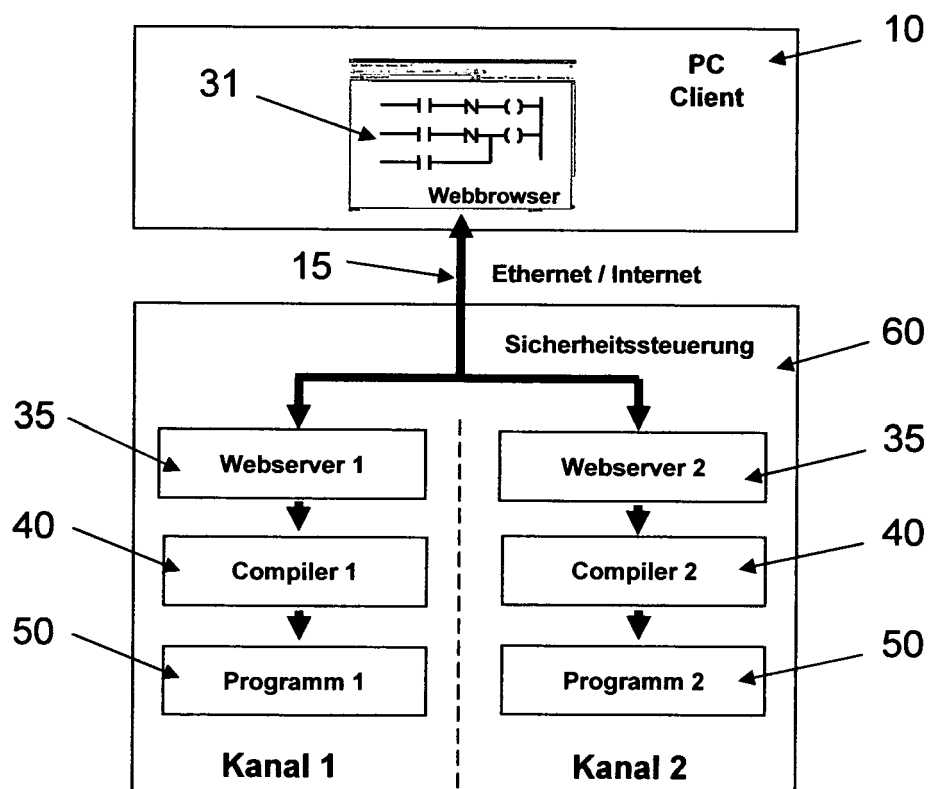 10
PC
Client
31
Webbrowser
15
Ethernet / Internet
60
Sicherheitssteuerung
35
Webserver 1
Webserver 2
35
40
Compiler 1
Compiler 2
40
50
Programm 1
Programm 2
50
Kanal 1
Kanal 2